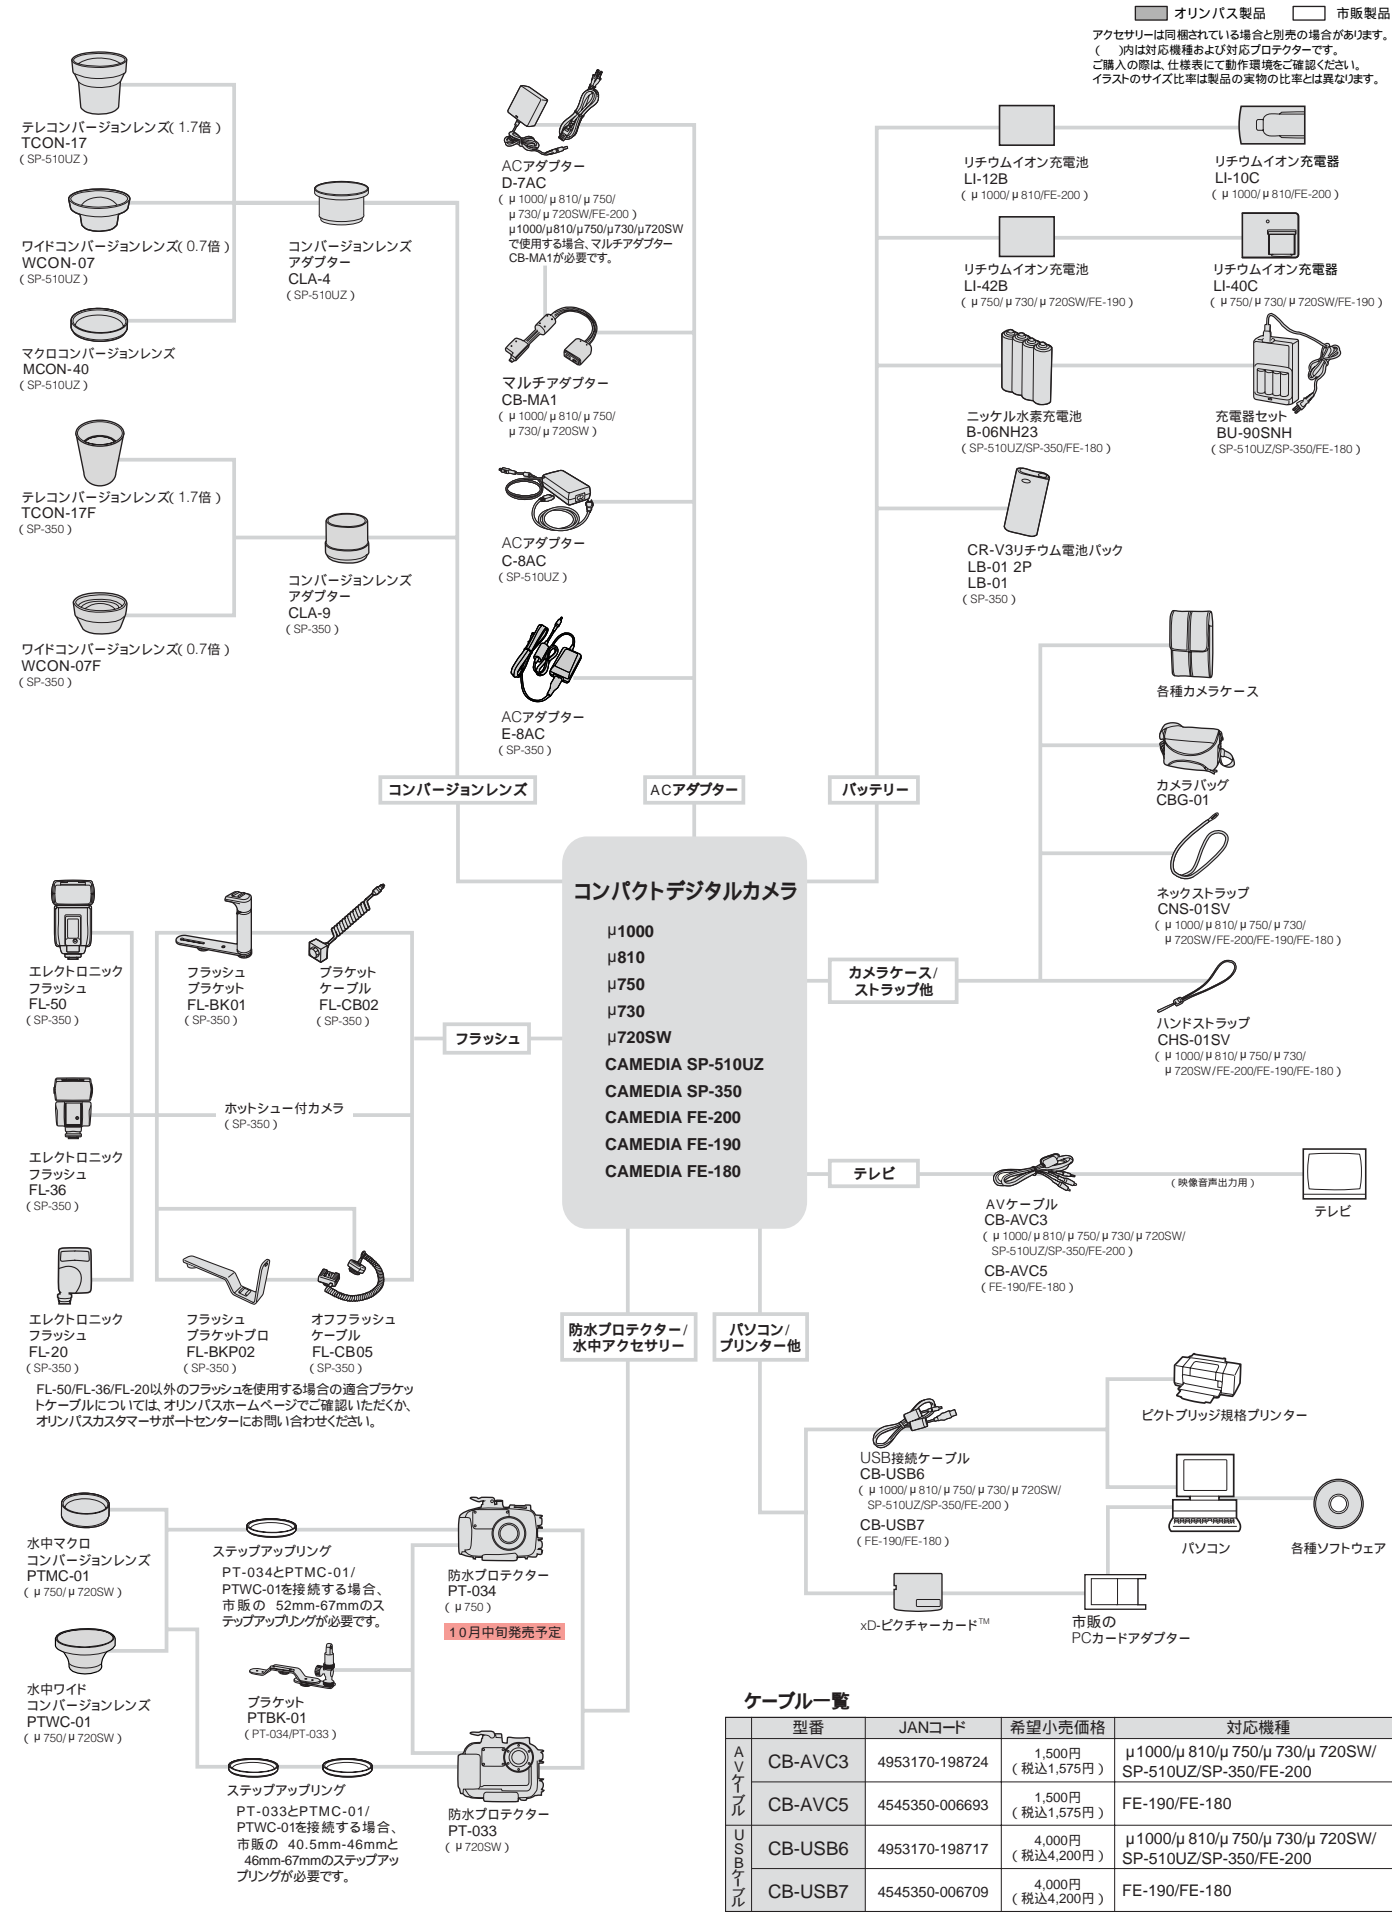 オリンパス製品
市販製品
アクセサリーは同梱されている場合と別売の場合があります。
(　)内は対応機種および対応プロテクターです。
ご購入の際は、仕様表にて動作環境をご確認ください。
イラストのサイズ比率は製品の実物の比率とは異なります。
テレコンバージョンレンズ(1.7倍)
TCON-17
(SP-510UZ)
ワイドコンバージョンレンズ(0.7倍)
WCON-07
(SP-510UZ)
マクロコンバージョンレンズ
MCON-40
(SP-510UZ)
コンバージョンレンズ
アダプター
CLA-4
(SP-510UZ)
テレコンバージョンレンズ(1.7倍)
TCON-17F
(SP-350)
ワイドコンバージョンレンズ(0.7倍)
WCON-07F
(SP-350)
コンバージョンレンズ
アダプター
CLA-9
(SP-350)
コンバージョンレンズ
ACアダプター
D-7AC
(μ1000/μ810/μ750/
μ730/μ720SW/FE-200)
μ1000/μ810/μ750/μ730/μ720SW
で使用する場合、マルチアダプター
CB-MA1が必要です。
マルチアダプター
CB-MA1
(μ1000/μ810/μ750/
μ730/μ720SW)
ACアダプター
C-8AC
(SP-510UZ)
ACアダプター
E-8AC
(SP-350)
ACアダプター
リチウムイオン充電池
LI-12B
(μ1000/μ810/FE-200)
リチウムイオン充電器
LI-10C
(μ1000/μ810/FE-200)
リチウムイオン充電池
LI-42B
(μ750/μ730/μ720SW/FE-190)
リチウムイオン充電器
LI-40C
(μ750/μ730/μ720SW/FE-190)
ニッケル水素充電池
B-06NH23
(SP-510UZ/SP-350/FE-180)
充電器セット
BU-90SNH
(SP-510UZ/SP-350/FE-180)
CR-V3リチウム電池パック
LB-01 2P
LB-01
(SP-350)
バッテリー
各種カメラケース
カメラバッグ
CBG-01
ネックストラップ
CNS-01SV
(μ1000/μ810/μ750/μ730/
μ720SW/FE-200/FE-190/FE-180)
ハンドストラップ
CHS-01SV
(μ1000/μ810/μ750/μ730/
μ720SW/FE-200/FE-190/FE-180)
カメラケース/
ストラップ他
コンパクトデジタルカメラ
μ1000
μ810
μ750
μ730
μ720SW
CAMEDIA SP-510UZ
CAMEDIA SP-350
CAMEDIA FE-200
CAMEDIA FE-190
CAMEDIA FE-180
エレクトロニック
フラッシュ
FL-50
(SP-350)
フラッシュ
ブラケット
FL-BK01
(SP-350)
ブラケット
ケーブル
FL-CB02
(SP-350)
フラッシュ
エレクトロニック
フラッシュ
FL-36
(SP-350)
ホットシュー付カメラ
(SP-350)
エレクトロニック
フラッシュ
FL-20
(SP-350)
フラッシュ
ブラケットプロ
FL-BKP02
(SP-350)
オフフラッシュ
ケーブル
FL-CB05
(SP-350)
FL-50/FL-36/FL-20以外のフラッシュを使用する場合の適合ブラケッ
トケーブルについては、オリンパスホームページでご確認いただくか、
オリンパスカスタマーサポートセンターにお問い合わせください。
テレビ
AVケーブル
CB-AVC3
(μ1000/μ810/μ750/μ730/μ720SW/
SP-510UZ/SP-350/FE-200)
CB-AVC5
(FE-190/FE-180)
(映像音声出力用)
テレビ
防水プロテクター/
水中アクセサリー
パソコン/
プリンター他
USB接続ケーブル
CB-USB6
(μ1000/μ810/μ750/μ730/μ720SW/
SP-510UZ/SP-350/FE-200)
CB-USB7
(FE-190/FE-180)
ピクトブリッジ規格プリンター
パソコン
各種ソフトウェア
xD-ピクチャーカード™
市販の
PCカードアダプター
水中マクロ
コンバージョンレンズ
PTMC-01
(μ750/μ720SW)
ステップアップリング
PT-034とPTMC-01/
PTWC-01を接続する場合、
市販の 52mm-67mmのス
テップアップリングが必要です。
防水プロテクター
PT-034
(μ750)
10月中旬発売予定
水中ワイド
コンバージョンレンズ
PTWC-01
(μ750/μ720SW)
ブラケット
PTBK-01
(PT-034/PT-033)
ステップアップリング
PT-033とPTMC-01/
PTWC-01を接続する場合、
市販の 40.5mm-46mmと
46mm-67mmのステップアッ
プリングが必要です。
防水プロテクター
PT-033
(μ720SW)
ケーブル一覧
型番 JANコード 希望小売価格 対応機種
AVケーブル
CB-AVC3 4953170-198724 1,500円(税込1,575円) μ1000/μ810/μ750/μ730/μ720SW/
SP-510UZ/SP-350/FE-200
CB-AVC5 4545350-006693 1,500円(税込1,575円) FE-190/FE-180
USBケーブル
CB-USB6 4953170-198717 4,000円(税込4,200円) μ1000/μ810/μ750/μ730/μ720SW/
SP-510UZ/SP-350/FE-200
CB-USB7 4545350-006709 4,000円(税込4,200円) FE-190/FE-180